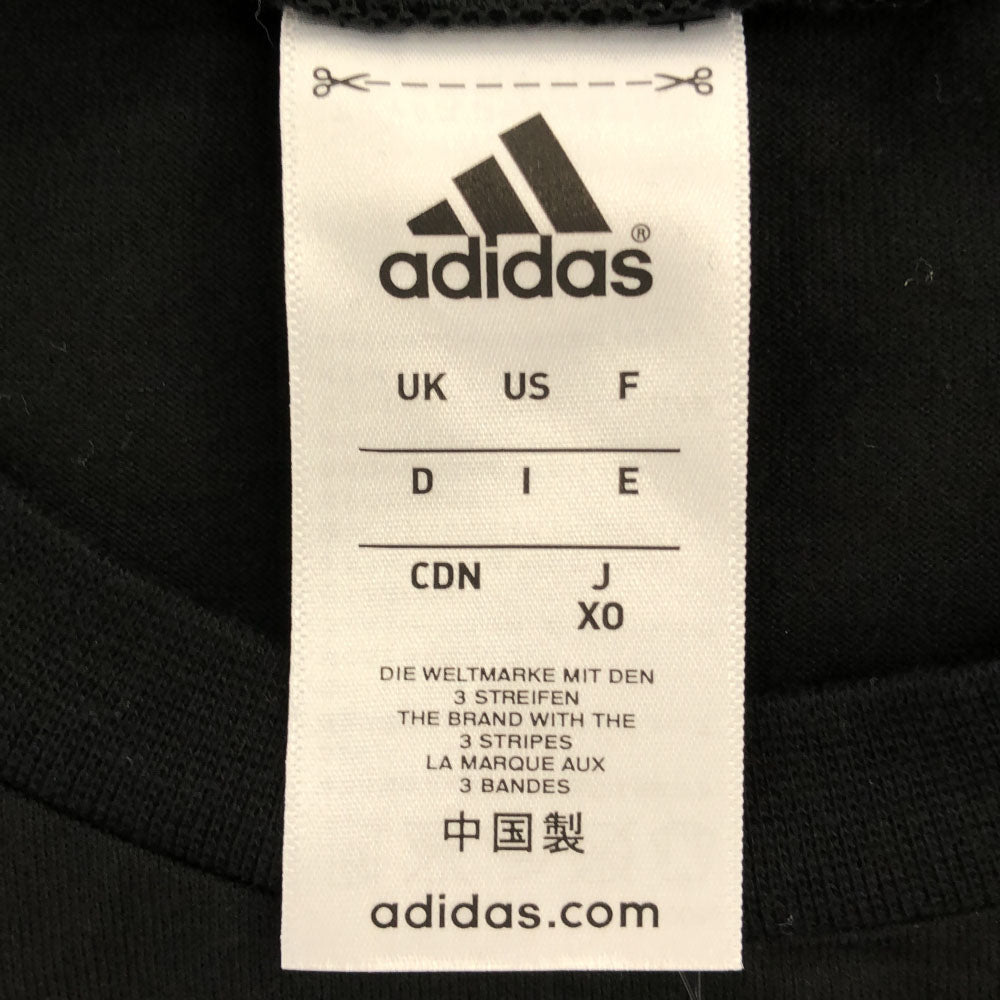 adidas®
UK US F
D I E
CDN J
XO
DIE WELTMARKE MIT DEN
3 STREIFEN
THE BRAND WITH THE
3 STRIPES
LA MARQUE AUX
3 BANDES
中国製
adidas.com